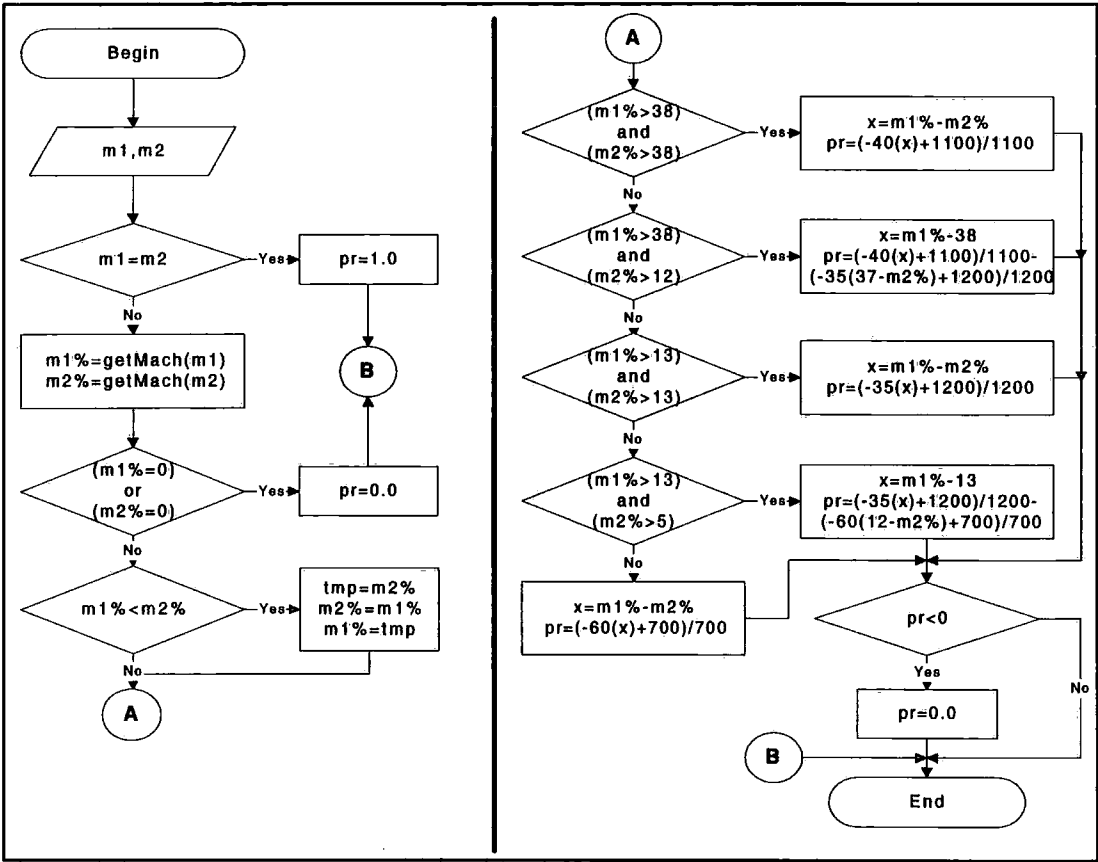 Begin
m1,m2
m1=m2
Yes
pr=1.0
No
m1%=getMach(m1)
m2%=getMach(m2)
B
(m1%=0)
or
(m2%=0)
Yes
pr=0.0
No
m1%<m2%
Yes
tmp=m2%
m2%=m1%
m1%=tmp
No
A
A
(m1%>38)
and
(m2%>38)
Yes
x=m1%-m2%
pr=(-40(x)+1100)/1100
No
(m1%>38)
and
(m2%>12)
Yes
x=m1%-38
pr=(-40(x)+1100)/1100-
(-35(37-m2%)+1200)/1200
No
(m1%>13)
and
(m2%>13)
Yes
x=m1%-m2%
pr=(-35(x)+1200)/1200
No
(m1%>13)
and
(m2%>5)
Yes
x=m1%-13
pr=(-35(x)+1200)/1200-
(-60(12-m2%)+700)/700
No
x=m1%-m2%
pr=(-60(x)+700)/700
pr<0
Yes
No
pr=0.0
B
End